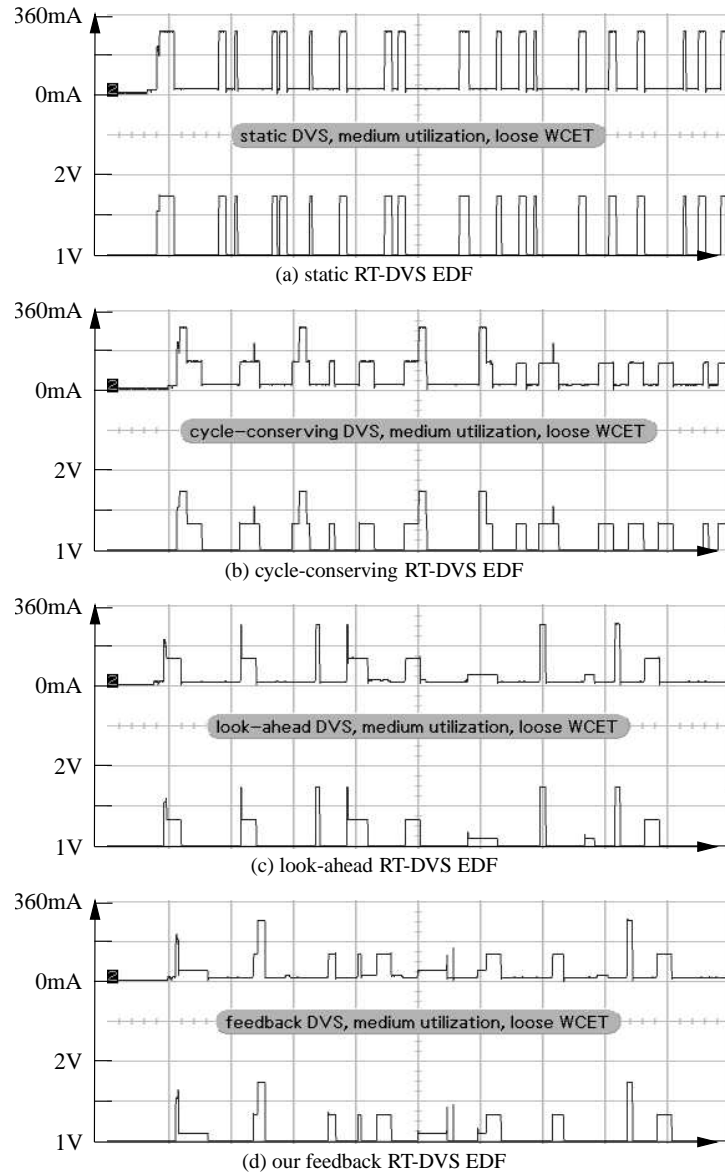 360mA
0mA
static DVS, medium utilization, loose WCET
2V
1V
(a) static RT-DVS EDF
360mA
0mA
cycle-conserving DVS, medium utilization, loose WCET
2V
1V
(b) cycle-conserving RT-DVS EDF
360mA
0mA
look-ahead DVS, medium utilization, loose WCET
2V
1V
(c) look-ahead RT-DVS EDF
360mA
0mA
feedback DVS, medium utilization, loose WCET
2V
1V
(d) our feedback RT-DVS EDF